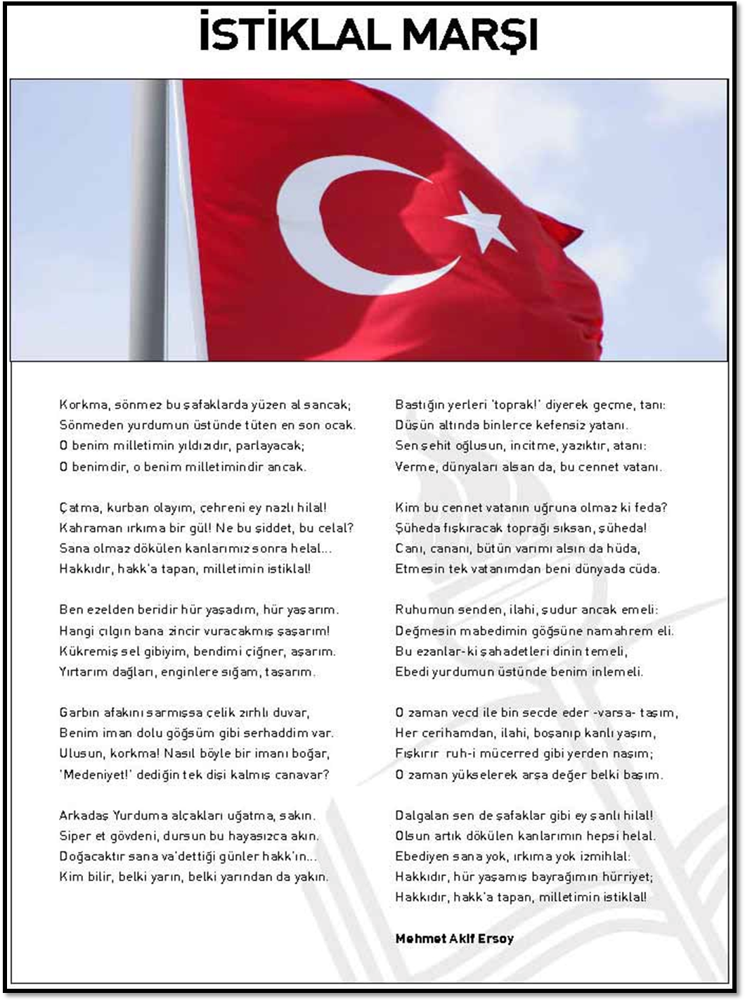 İSTİKLAL MARŞI
Korkma, sönmez bu şafaklarda yüzen al sancak;
Sönmeden yurdumun üstünde tüten en son ocak.
O benim milletimin yıldızıdır, parlayacak;
O benimdir, o benim milletimindir ancak.
Çatma, kurban olayım, çehreni ey nazlı hilal!
Kahraman ırkıma bir gül! Ne bu şiddet, bu celal?
Sana olmaz dökülen kanlarımız sonra helal...
Hakkıdır, hakk'a tapan, milletimin istiklal!
Ben ezelden beridir hür yaşadım, hür yaşarım.
Hangi çılgın bana zincir vuracakmış şaşarım!
Kükremiş sel gibiyim, bendimi çiğner, aşarım.
Yırtarım dağları, enginlere sığam, taşarım.
Garbın afakını sarmışsa çelik zırhlı duvar,
Benim iman dolu göğsüm gibi serhaddim var.
Ulusun, korkma! Nasıl böyle bir imanı boğar,
'Medeniyet!' dediğin tek dişi kalmış canavar?
Arkadaş Yurduma alçakları uğatma, sakın.
Siper et gövdeni, dursun bu hayasızca akın.
Doğacaktır sana va'dettiği günler hakk'ın...
Kim bilir, belki yarın, belki yarından da yakın.
Bastığın yerleri 'toprak!' diyerek geçme, tanı:
Düşün altında binlerce kefensiz yatanı.
Sen şehit oğlusun, incitme, yazıktır, atanı:
Verme, dünyaları alsan da, bu cennet vatanı.
Kim bu cennet vatanın uğruna olmaz ki feda?
Şüheda fışkıracak toprağı sıksan, şüheda!
Canı, cananı, bütün varımı alsın da hüda,
Etmesin tek vatanımdan beni dünyada cüda.
Ruhumun senden, ilahi, şudur ancak emeli:
Değmesin mabedimin göğsüne namahrem eli.
Bu ezanlar-ki şahadetleri dinin temeli,
Ebedi yurdumun üstünde benim inlemeli.
O zaman vecd ile bin secde eder -varsa- taşım,
Her cerihamdan, ilahi, boşanıp kanlı yaşım,
Fışkırır ruh-i mücerred gibi yerden naşım;
O zaman yükselerek arşa değer belki başım.
Dalgalan sen de şafaklar gibi ey şanlı hilal!
Olsun artık dökülen kanlarımın hepsi helal.
Ebediyen sana yok, ırkıma yok izmihlal:
Hakkıdır, hür yaşamış bayrağımın hürriyet;
Hakkıdır, hakk'a tapan, milletimin istiklal!
Mehmet Akif Ersoy